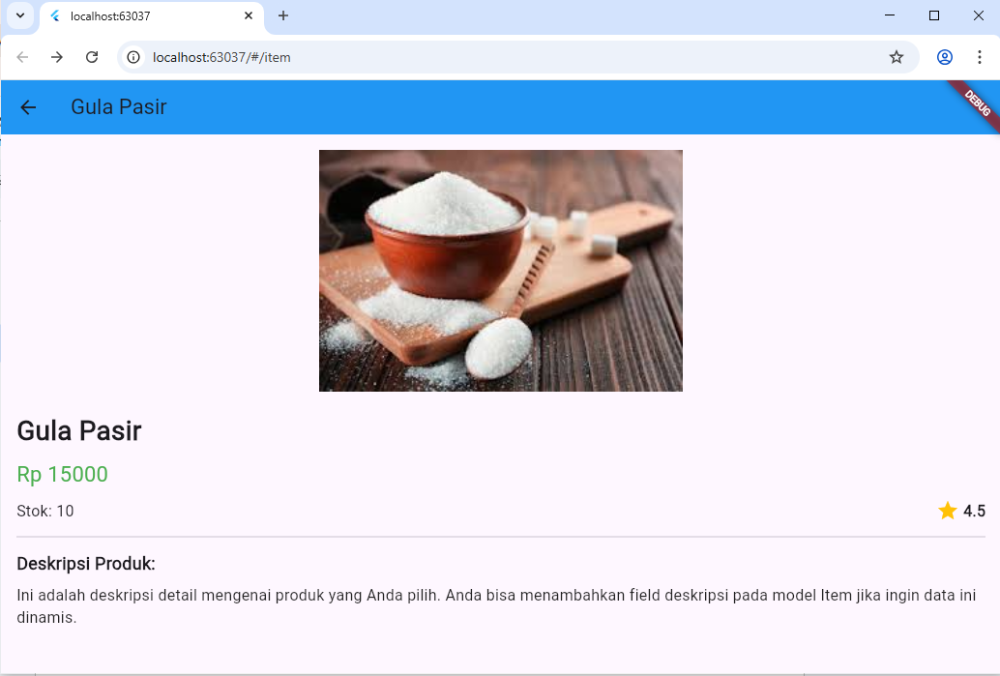 localhost:63037
localhost:63037/#/item
Gula Pasir
DEBUG
Gula Pasir
Rp 15000
Stok: 10
4.5
Deskripsi Produk:
Ini adalah deskripsi detail mengenai produk yang Anda pilih. Anda bisa menambahkan field deskripsi pada model Item jika ingin data ini
dinamis.